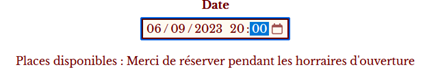 Date
06/09/2023 20:00
Places disponibles : Merci de réserver pendant les horraires d'ouverture